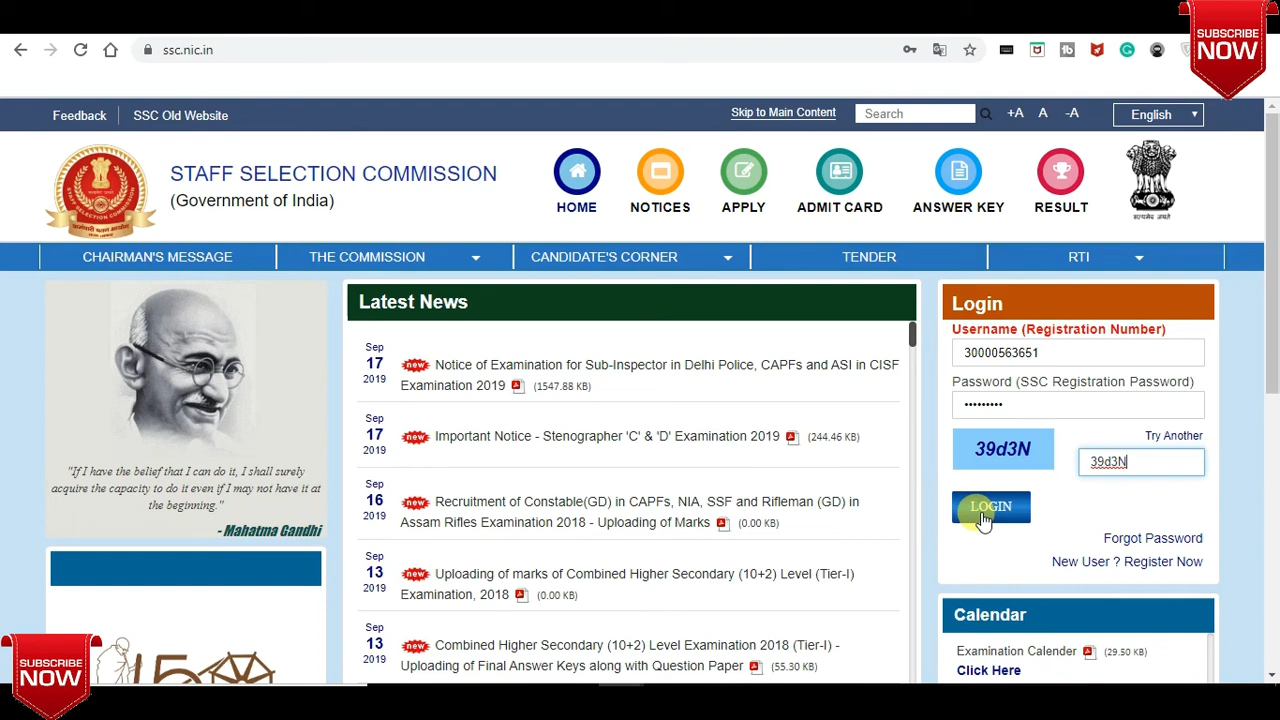 SUBSCRIBE
NOW
ssc.nic.in
Feedback
SSC Old Website
Skip to Main Content
Search
+A A -A
English
STAFF SELECTION COMMISSION
(Government of India)
HOME
NOTICES
APPLY
ADMIT CARD
ANSWER KEY
RESULT
सत्यमेव जयते
CHAIRMAN'S MESSAGE
THE COMMISSION
CANDIDATE'S CORNER
TENDER
RTI
"If I have the belief that I can do it, I shall surely
acquire the capacity to do it even if I may not have it at
the beginning."
- Mahatma Gandhi
Latest News
Sep
17
2019
new Notice of Examination for Sub-Inspector in Delhi Police, CAPFs and ASI in CISF
Examination 2019 (1547.88 KB)
Sep
17
2019
new Important Notice - Stenographer 'C' & 'D' Examination 2019 (244.46 KB)
Sep
16
2019
new Recruitment of Constable(GD) in CAPFs, NIA, SSF and Rifleman (GD) in
Assam Rifles Examination 2018 - Uploading of Marks (0.00 KB)
Sep
13
2019
new Uploading of marks of Combined Higher Secondary (10+2) Level (Tier-I)
Examination, 2018 (0.00 KB)
Sep
13
2019
new Combined Higher Secondary (10+2) Level Examination 2018 (Tier-I) -
Uploading of Final Answer Keys along with Question Paper (55.30 KB)
Login
Username (Registration Number)
30000563651
Password (SSC Registration Password)
•••••••••
Try Another
39d3N
39d3N
LOGIN
Forgot Password
New User ? Register Now
Calendar
Examination Calender (29.50 KB)
Click Here
SUBSCRIBE
NOW